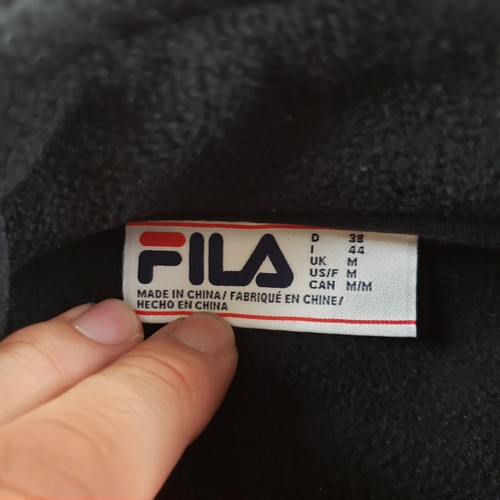 FILA
D 38
I 44
UK M
US/F M
CAN M/M
MADE IN CHINA/ FABRIQUÉ EN CHINE/
HECHO EN CHINA